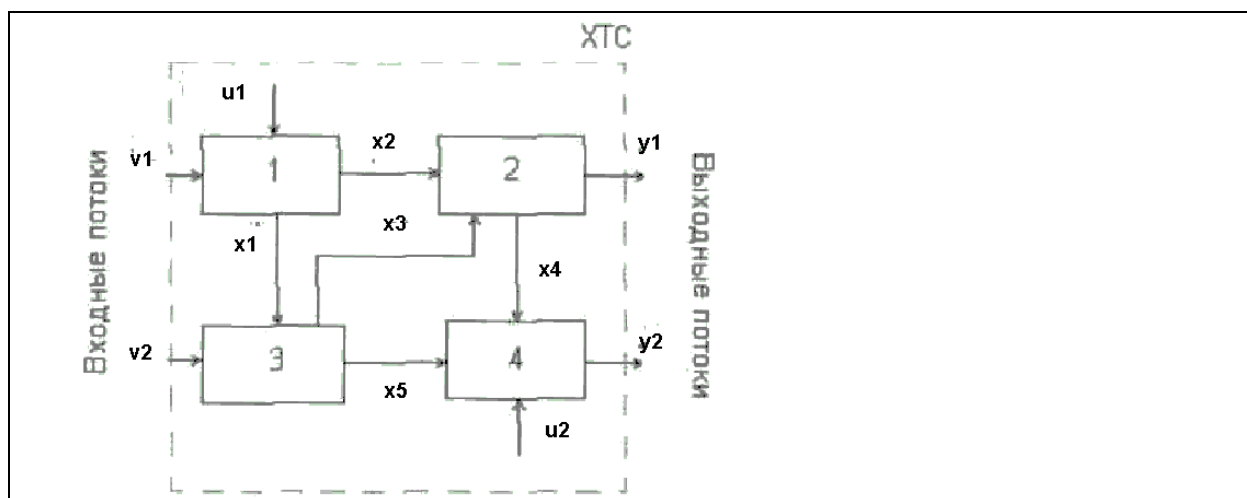 ХТС
u1
v1
1
x2
2
y1
x1
x3
x4
v2
3
x5
4
y2
u2
Входные потоки
Выходные потоки